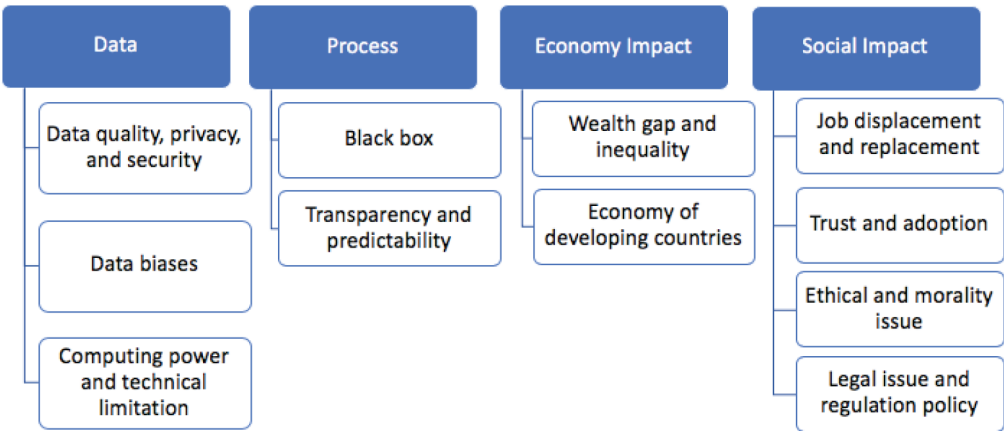 Data
Data quality, privacy,
and security
Data biases
Computing power
and technical
limitation
Process
Black box
Transparency and
predictability
Economy Impact
Wealth gap and
inequality
Economy of
developing countries
Social Impact
Job displacement
and replacement
Trust and adoption
Ethical and morality
issue
Legal issue and
regulation policy